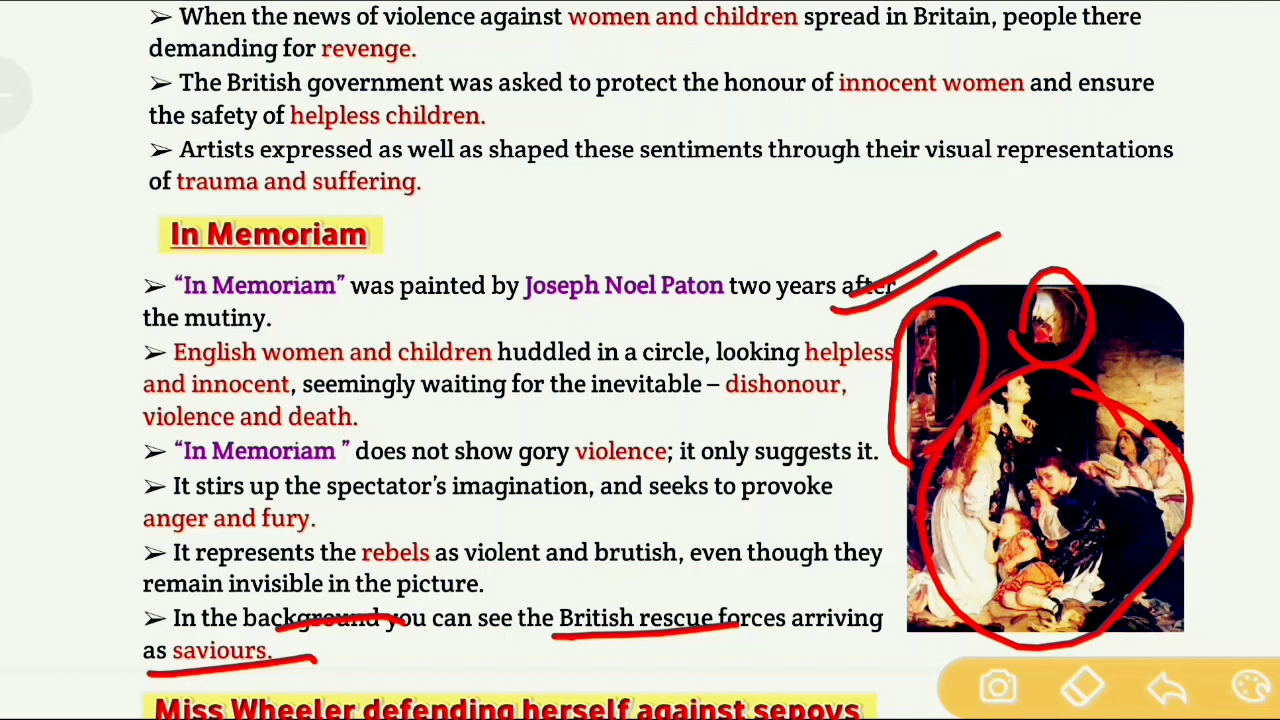 ➢ When the news of violence against women and children spread in Britain, people there
demanding for revenge.
➢ The British government was asked to protect the honour of innocent women and ensure
the safety of helpless children.
➢ Artists expressed as well as shaped these sentiments through their visual representations
of trauma and suffering.
In Memoriam
➢ “In Memoriam” was painted by Joseph Noel Paton two years after
the mutiny.
➢ English women and children huddled in a circle, looking helpless
and innocent, seemingly waiting for the inevitable – dishonour,
violence and death.
➢ “In Memoriam ” does not show gory violence; it only suggests it.
➢ It stirs up the spectator’s imagination, and seeks to provoke
anger and fury.
➢ It represents the rebels as violent and brutish, even though they
remain invisible in the picture.
➢ In the background you can see the British rescue forces arriving
as saviours.
Miss Wheeler defending herself against sepoys